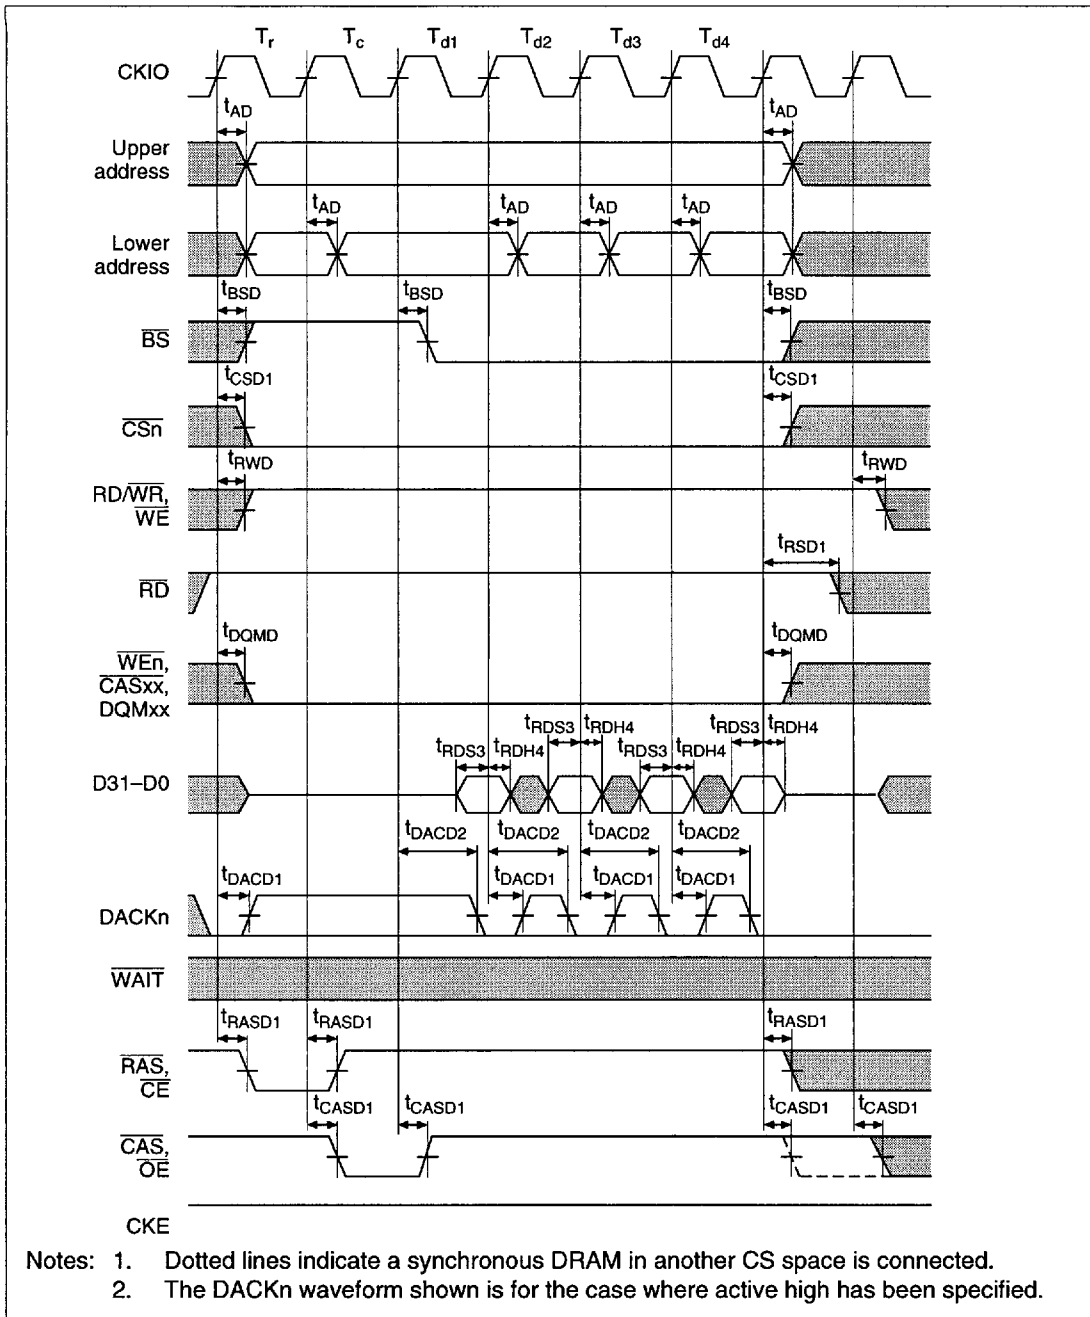 Tr Tc Td1 Td2 Td3 Td4
CKIO
tAD tAD
Upper
address
tAD tAD tAD tAD
Lower
address
tBSD tBSD tBSD
BS
tCSD1 tCSD1
CSn
tRWD tRWD
RD/WR,
WE
tRSD1
RD
tDQMD tDQMD
WEn,
CASxx,
DQMxx
tRDS3 tRDH4 tRDS3 tRDH4 tRDS3 tRDH4 tRDS3 tRDH4
D31–D0
tDACD2 tDACD2 tDACD2 tDACD2
tDACD1 tDACD1 tDACD1 tDACD1
DACKn
WAIT
tRASD1 tRASD1 tRASD1
RAS,
CE
tCASD1 tCASD1 tCASD1 tCASD1
CAS,
OE
CKE
Notes: 1. Dotted lines indicate a synchronous DRAM in another CS space is connected.
2. The DACKn waveform shown is for the case where active high has been specified.